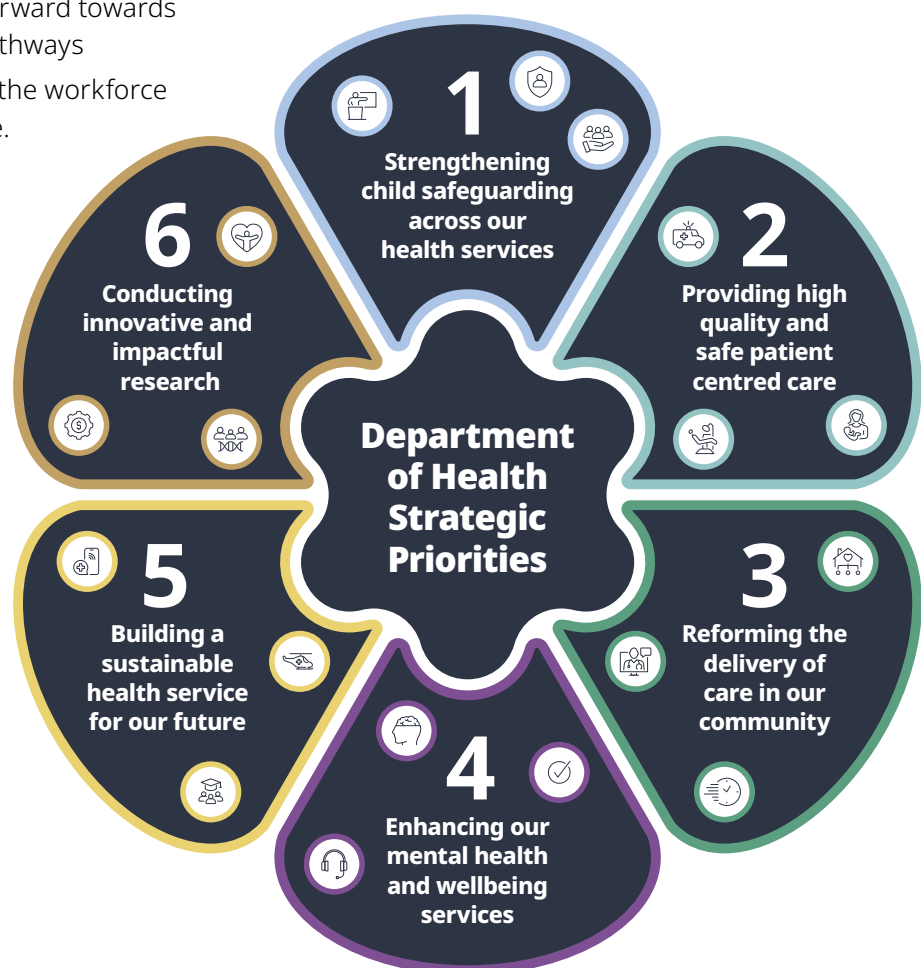 rward towards
thways
the workforce
e.
1
Strengthening
child safeguarding
across our
health services
2
Providing high
quality and
safe patient
centred care
3
Reforming the
delivery of
care in our
community
4
Enhancing our
mental health
and wellbeing
services
5
Building a
sustainable
health service
for our future
6
Conducting
innovative and
impactful
research
Department
of Health
Strategic
Priorities